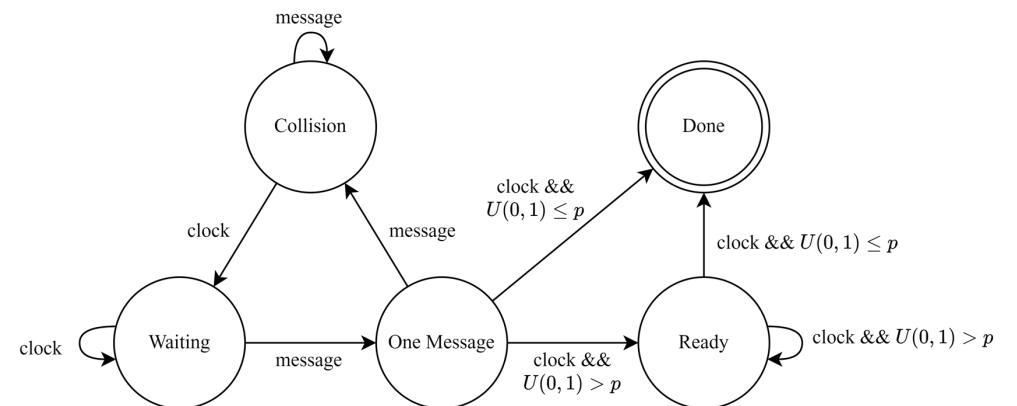 message
Collision
Done
clock &&
U(0, 1) ≤ p
clock
message
clock && U(0, 1) ≤ p
clock
Waiting
message
One Message
clock &&
U(0, 1) > p
Ready
clock && U(0, 1) > p